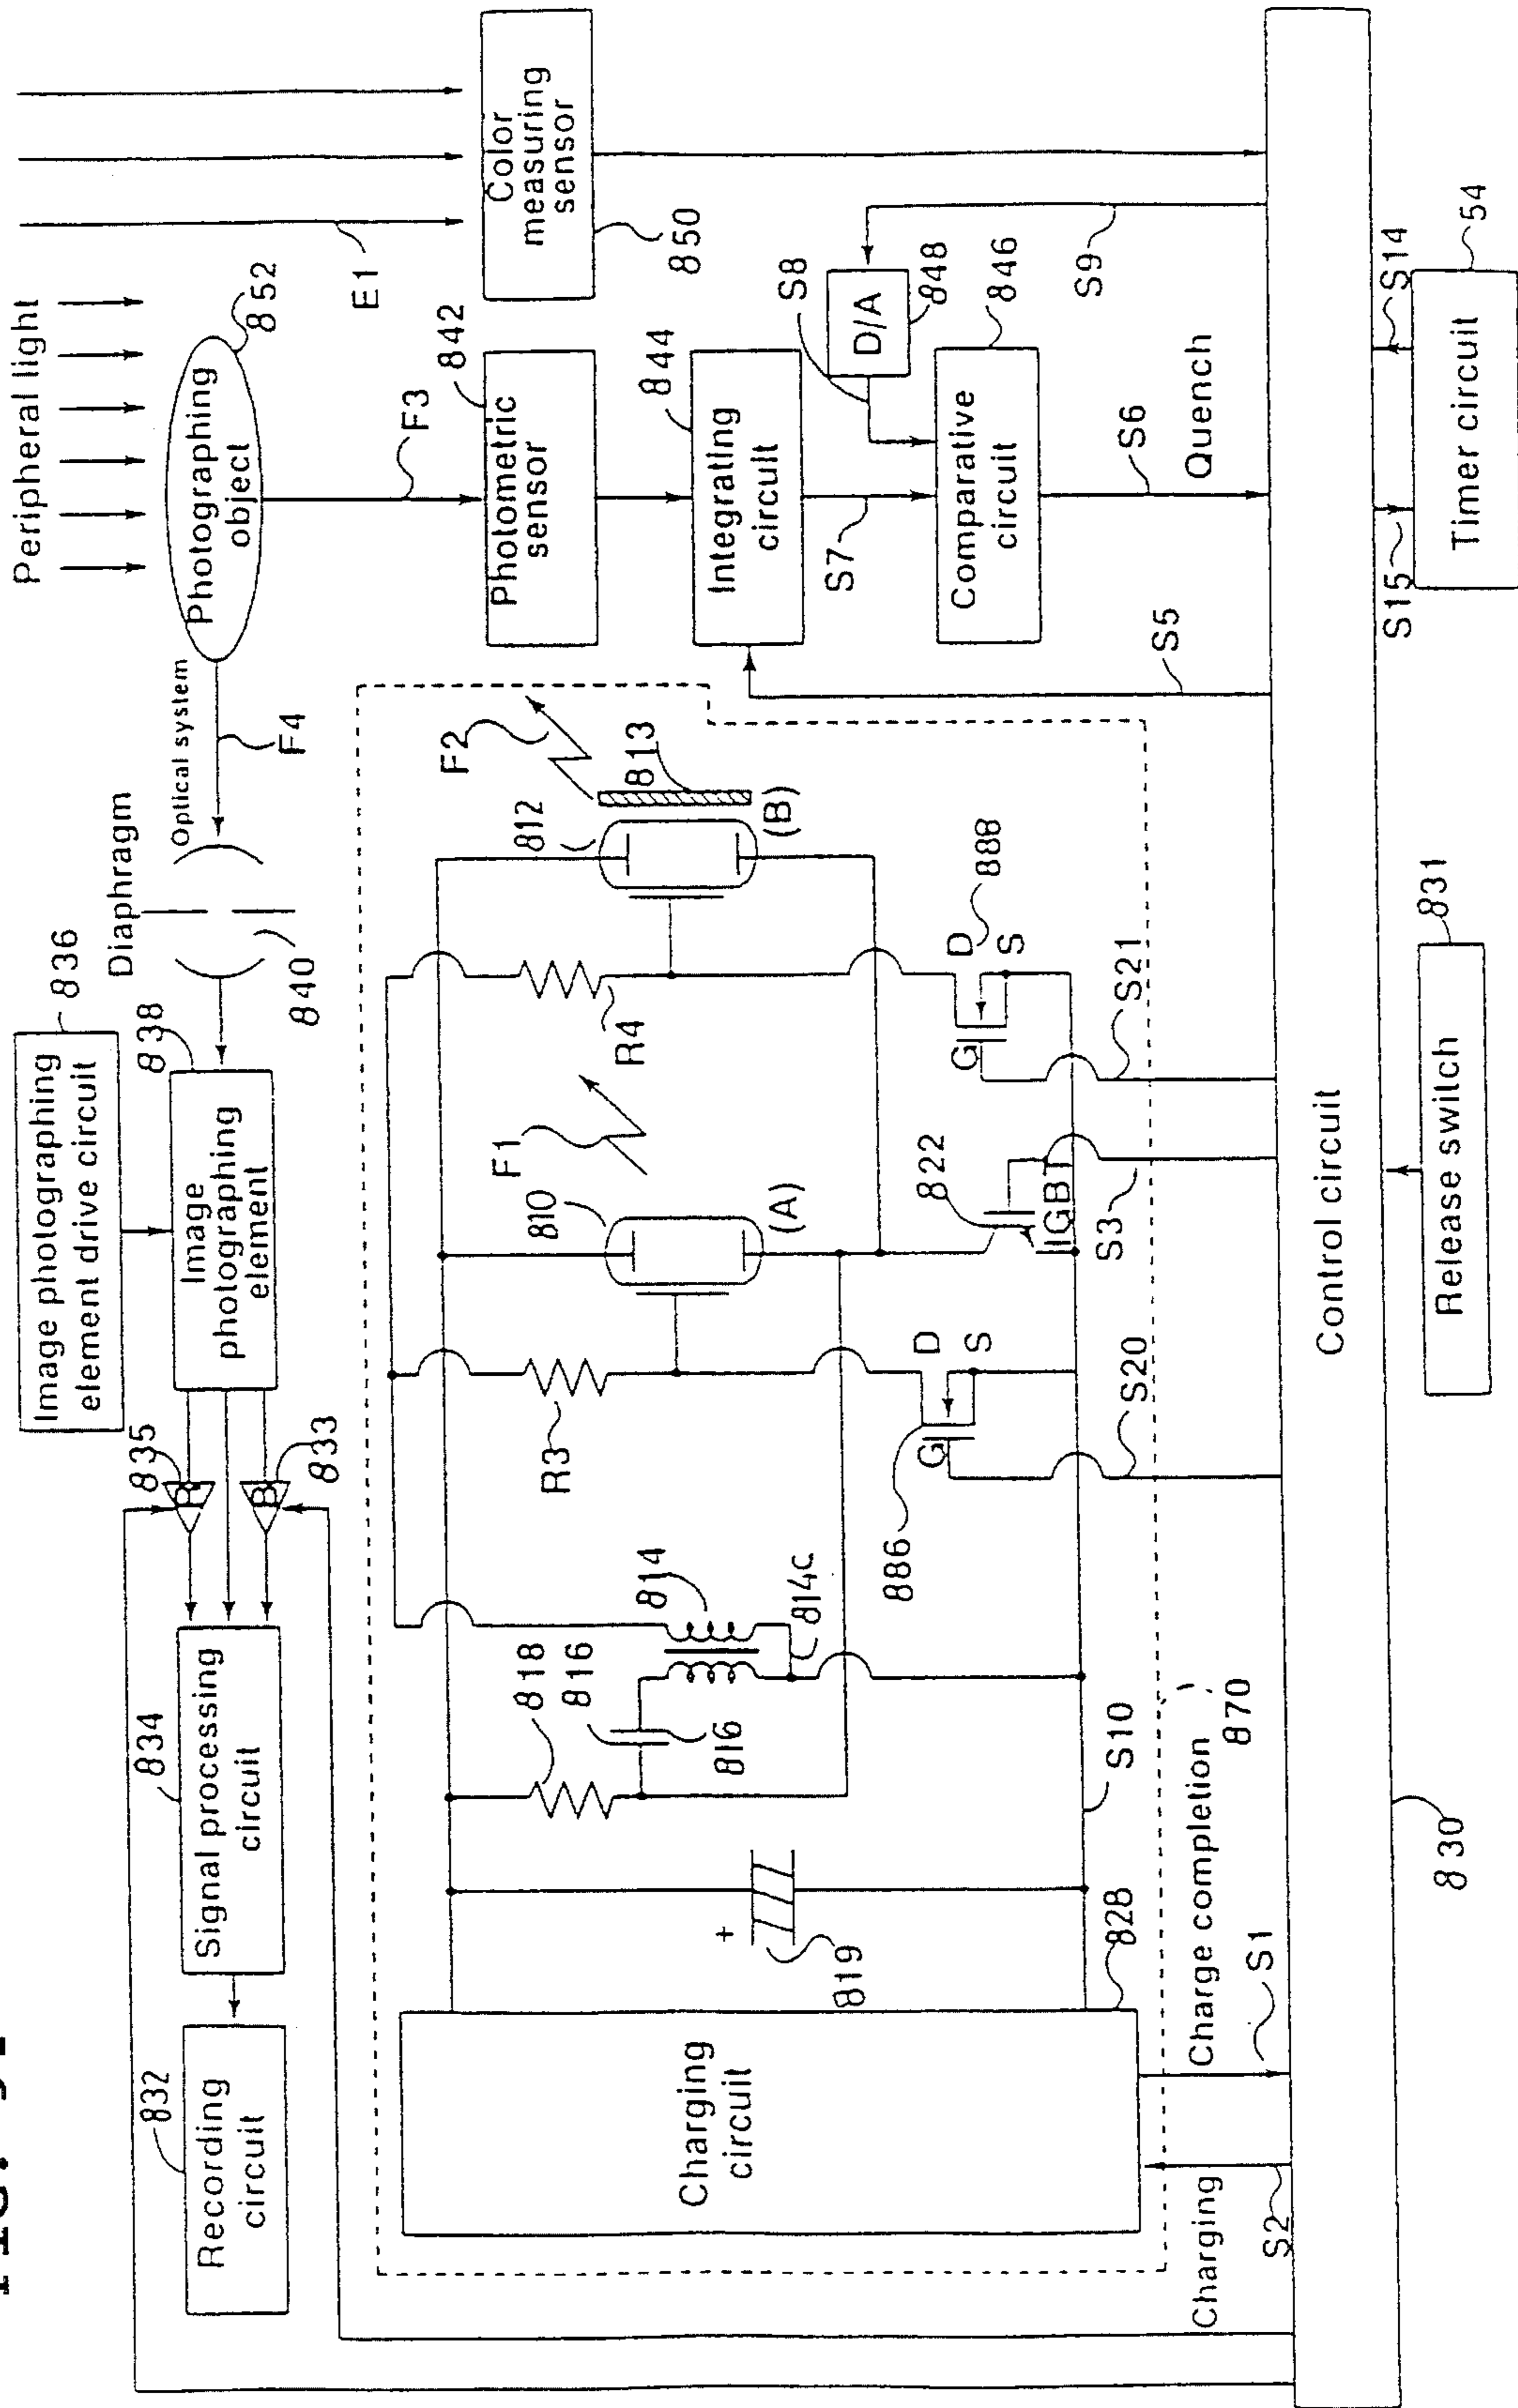 Peripheral light
Image photographing
element drive circuit
836
Diaphragm
Optical system
Photographing
object
852
E1
832
Recording
circuit
834
Signal processing
circuit
835
R
B
833
838
Image
photographing
element
840
F4
F3
842
Photometric
sensor
Color
measuring
sensor
850
844
Integrating
circuit
S7
S8
D/A
848
846
Comparative
circuit
S9
S6
Quench
S5
Charging
circuit
828
+
819
818
816
816
814
814c
R3
810
(A)
F1
R4
812
(B)
813
F2
886
G
D
S
822
IGBT
G
D
S
888
S10
S20
S3
S21
870
Charging
S2
Charge completion
S1
Control circuit
830
Release switch
831
S15
S14
Timer circuit
54